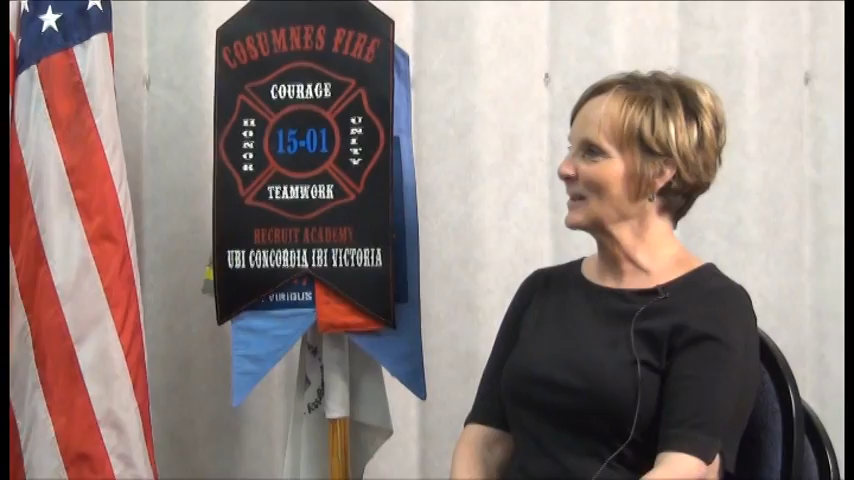 COSUMNES FIRE
COURAGE
HONOR
15-01
UNITY
TEAMWORK
RECRUIT ACADEMY
UBI CONCORDIA IBI VICTORIA